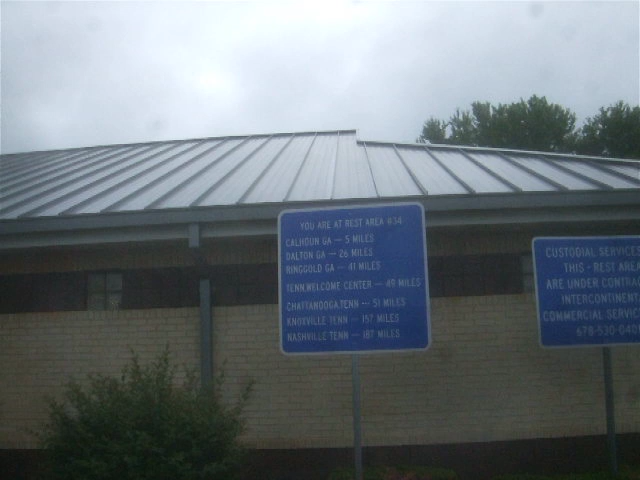 YOU ARE AT REST AREA #34
CALHOUN GA — 5 MILES
DALTON GA — 26 MILES
RINGGOLD GA — 41 MILES
TENN. WELCOME CENTER — 49 MILES
CHATTANOOGA TENN — 51 MILES
KNOXVILLE TENN — 157 MILES
NASHVILLE TENN — 187 MILES
CUSTODIAL SERVICES
THIS - REST AREA
ARE UNDER CONTRA
INTERCONTINENT
COMMERCIAL SERVIC
678-530-040